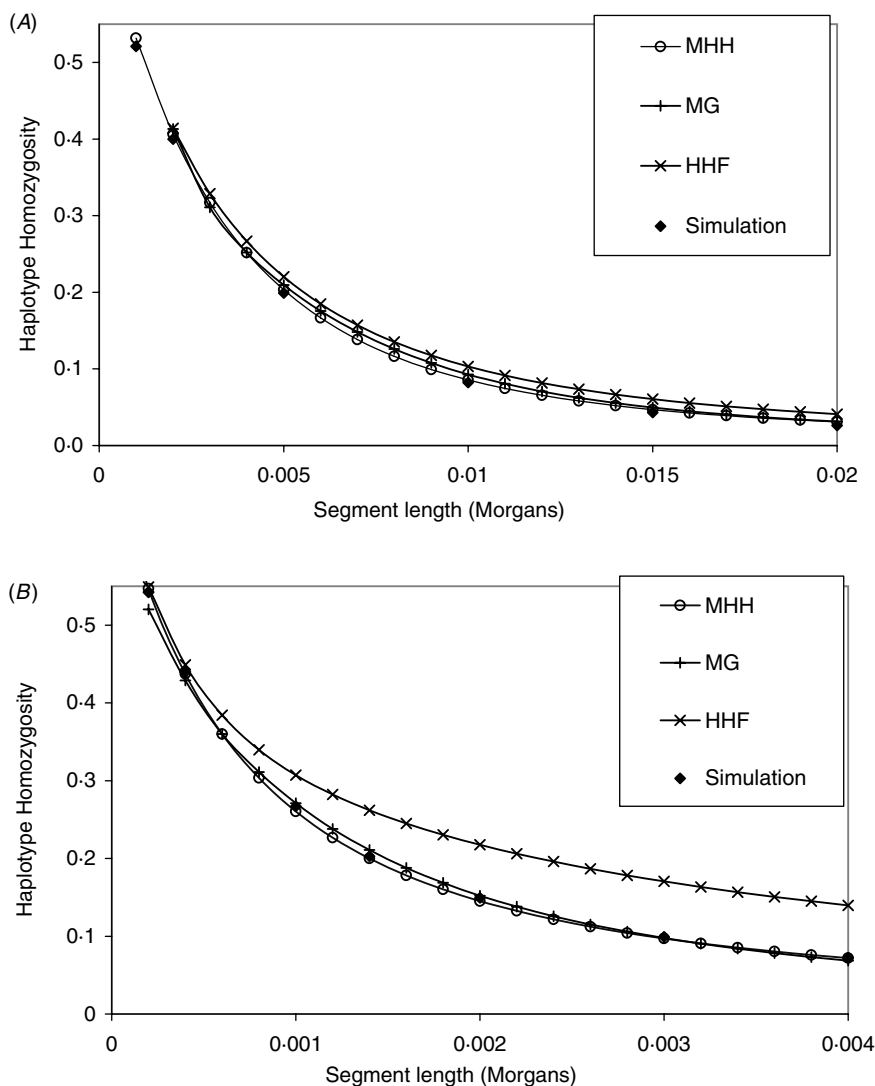 (A)
0·5
0·4
0·3
0·2
0·1
0·0
Haplotype Homozygosity
MHH
MG
HHF
Simulation
0
0·005
0·01
0·015
0·02
Segment length (Morgans)
(B)
0·5
0·4
0·3
0·2
0·1
0
Haplotype Homozygosity
MHH
MG
HHF
Simulation
0
0·001
0·002
0·003
0·004
Segment length (Morgans)